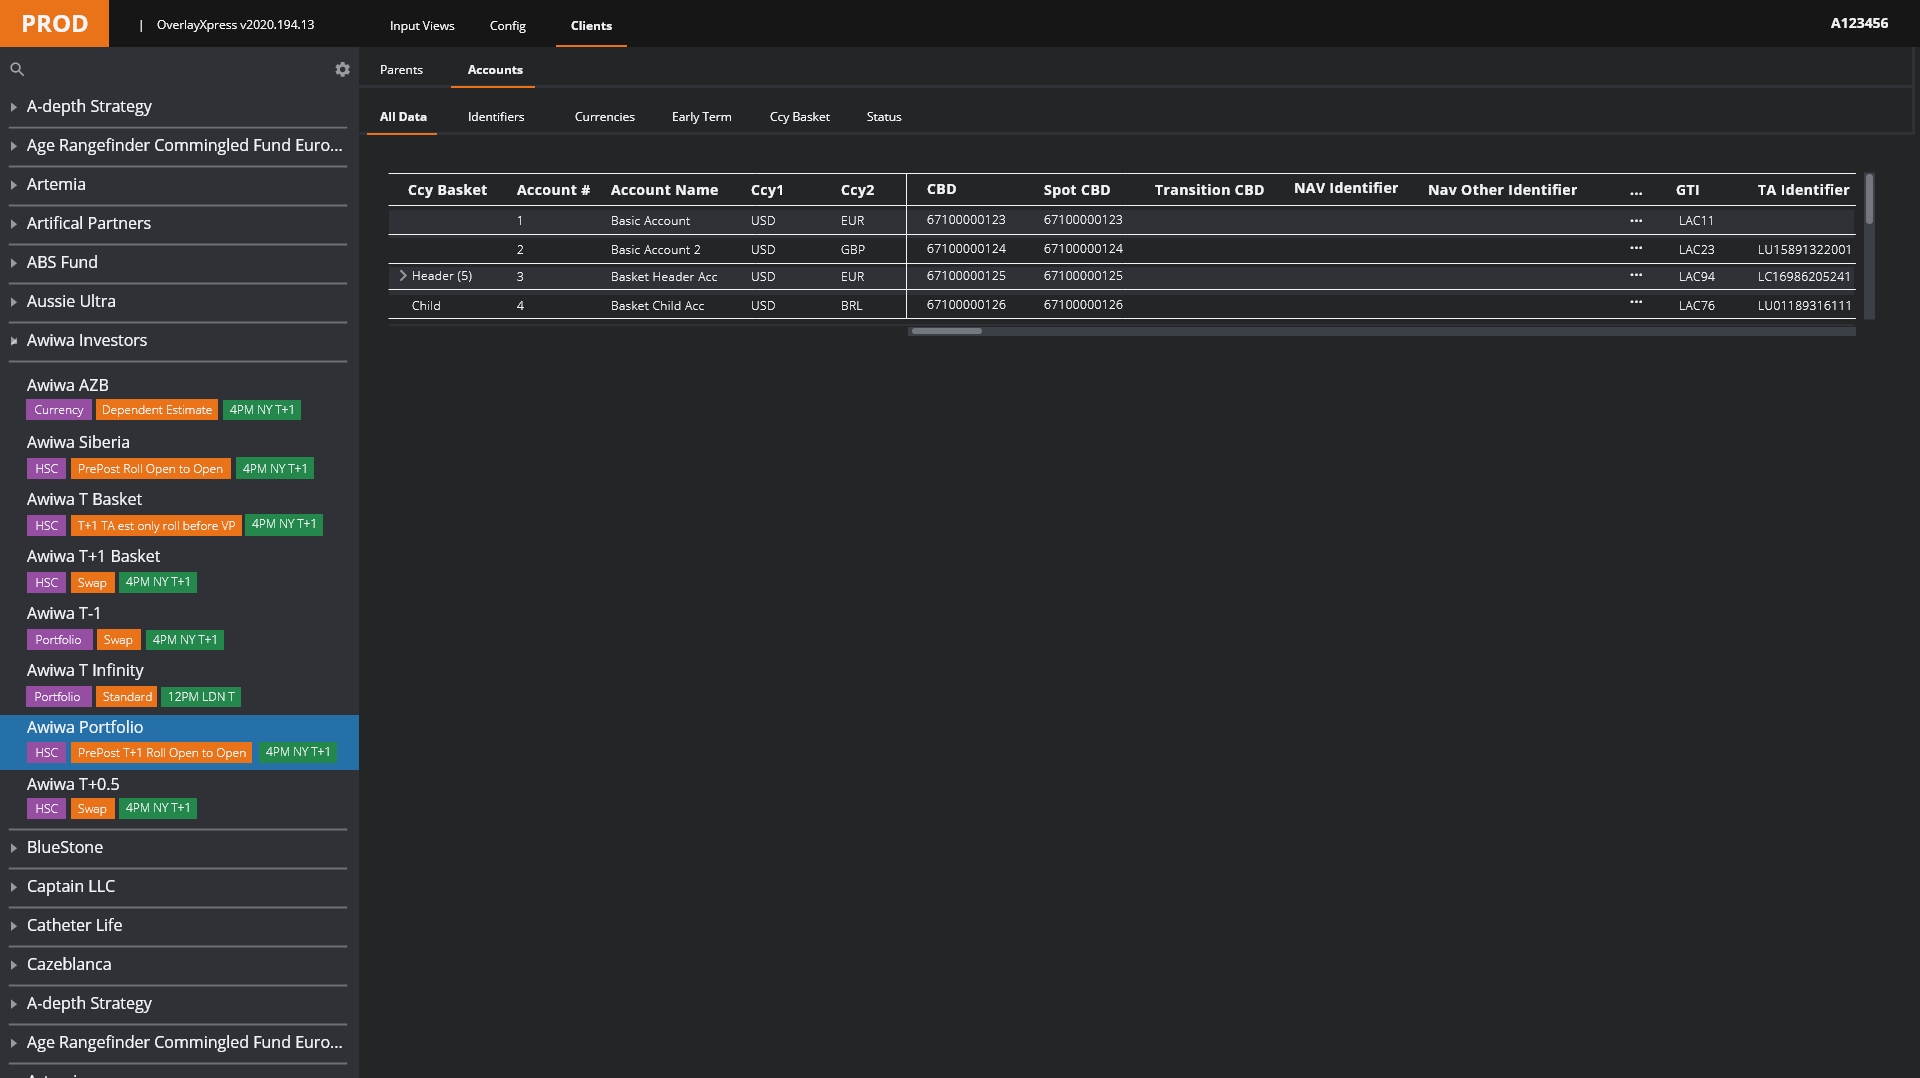 PROD | OverlayXpress v2020.194.13 Input Views Config Clients A123456
Parents Accounts
All Data Identifiers Currencies Early Term Ccy Basket Status
A-depth Strategy
Age Rangefinder Commingled Fund Euro...
Artemia
Artifical Partners
ABS Fund
Aussie Ultra
Awiwa Investors
Awiwa AZB
Currency Dependent Estimate 4PM NY T+1
Awiwa Siberia
HSC PrePost Roll Open to Open 4PM NY T+1
Awiwa T Basket
HSC T+1 TA est only roll before VP 4PM NY T+1
Awiwa T+1 Basket
HSC Swap 4PM NY T+1
Awiwa T-1
Portfolio Swap 4PM NY T+1
Awiwa T Infinity
Portfolio Standard 12PM LDN T
Awiwa Portfolio
HSC PrePost T+1 Roll Open to Open 4PM NY T+1
Awiwa T+0.5
HSC Swap 4PM NY T+1
BlueStone
Captain LLC
Catheter Life
Cazeblanca
A-depth Strategy
Age Rangefinder Commingled Fund Euro...
Ccy Basket Account # Account Name Ccy1 Ccy2 CBD Spot CBD Transition CBD NAV Identifier Nav Other Identifier ... GTI TA Identifier
1 Basic Account USD EUR 67100000123 67100000123 ... LAC11
2 Basic Account 2 USD GBP 67100000124 67100000124 ... LAC23 LU15891322001
Header (5) 3 Basket Header Acc USD EUR 67100000125 67100000125 ... LAC94 LC16986205241
Child 4 Basket Child Acc USD BRL 67100000126 67100000126 ... LAC76 LU01189316111